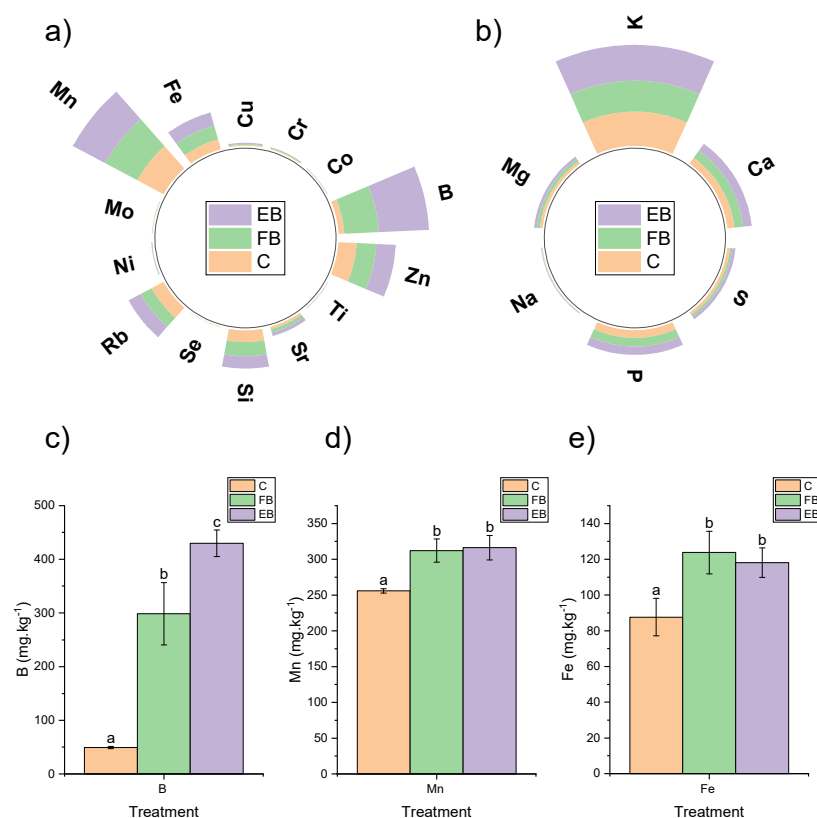 a)
Mn
Fe
Cu
Cr
Co
B
Zn
Ti
Sr
Si
Se
Rb
Ni
Mo
EB
FB
C
b)
K
Ca
S
P
Na
Mg
EB
FB
C
c)
C
FB
EB
500
400
300
200
100
0
B (mg.kg⁻¹)
a
b
c
B
Treatment
d)
C
FB
EB
350
300
250
200
150
100
50
0
Mn (mg.kg⁻¹)
a
b
b
Mn
Treatment
e)
C
FB
EB
140
120
100
80
60
40
20
0
Fe (mg.kg⁻¹)
a
b
b
Fe
Treatment